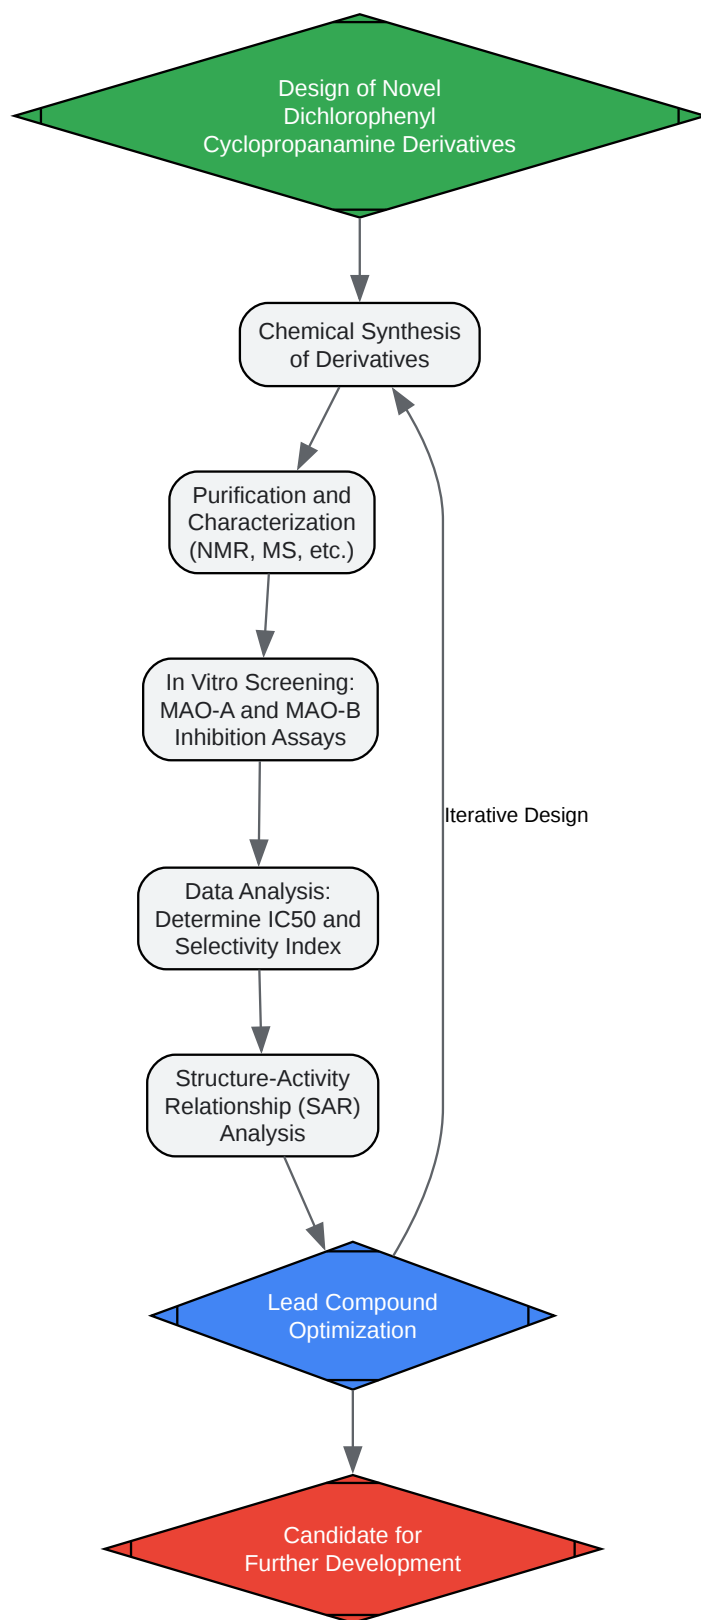 Design of Novel
Dichlorophenyl
Cyclopropanamine Derivatives
Chemical Synthesis
of Derivatives
Purification and
Characterization
(NMR, MS, etc.)
In Vitro Screening:
MAO-A and MAO-B
Inhibition Assays
Iterative Design
Data Analysis:
Determine IC50 and
Selectivity Index
Structure-Activity
Relationship (SAR)
Analysis
Lead Compound
Optimization
Candidate for
Further Development